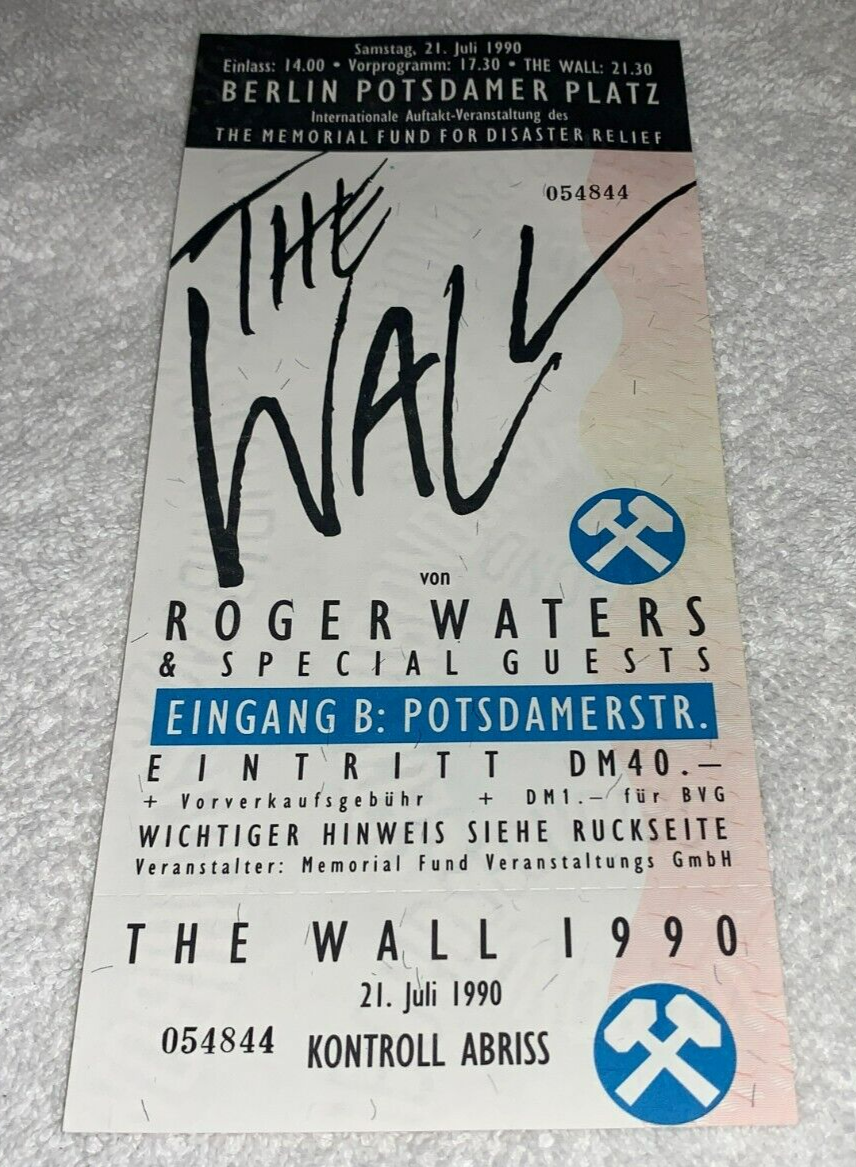 Samstag, 21. Juli 1990
Einlass: 14.00 • Vorprogramm: 17.30 • THE WALL: 21.30
BERLIN POTSDAMER PLATZ
Internationale Auftakt-Veranstaltung des
THE MEMORIAL FUND FOR DISASTER RELIEF
054844
THE
WALL
von
ROGER WATERS
& SPECIAL GUESTS
EINGANG B: POTSDAMERSTR.
EINTRITT DM40.—
+ Vorverkaufsgebühr + DM1.— für BVG
WICHTIGER HINWEIS SIEHE RUCKSEITE
Veranstalter: Memorial Fund Veranstaltungs GmbH
THE WALL 1990
21. Juli 1990
054844 KONTROLL ABRISS